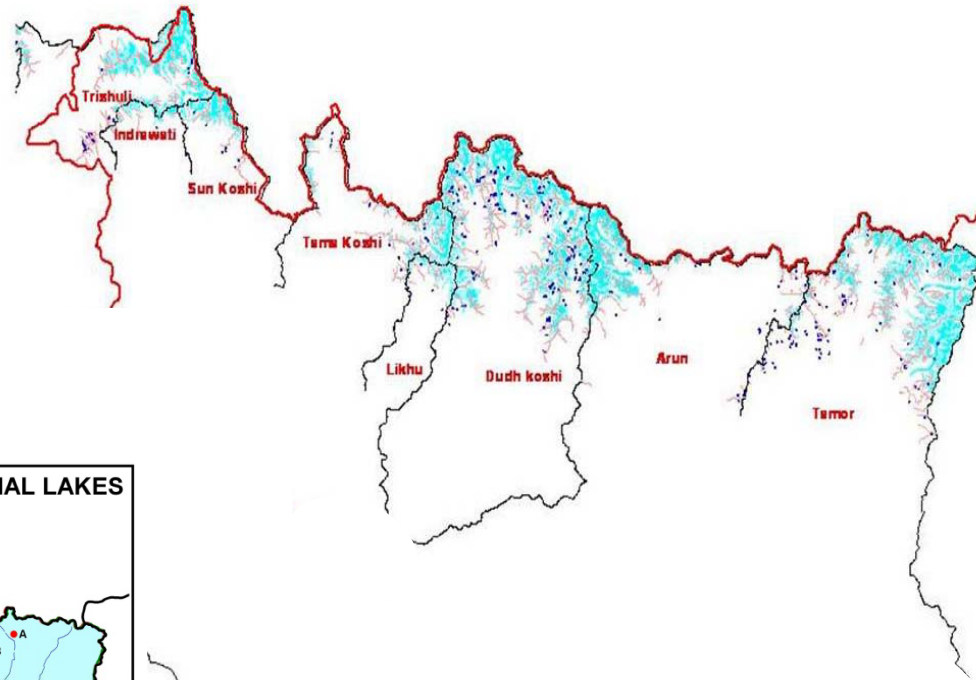 Trishuli
Indrawati
Sun Koshi
Tama Koshi
Likhu
Dudh koshi
Arun
Tamor
IAL LAKES
A